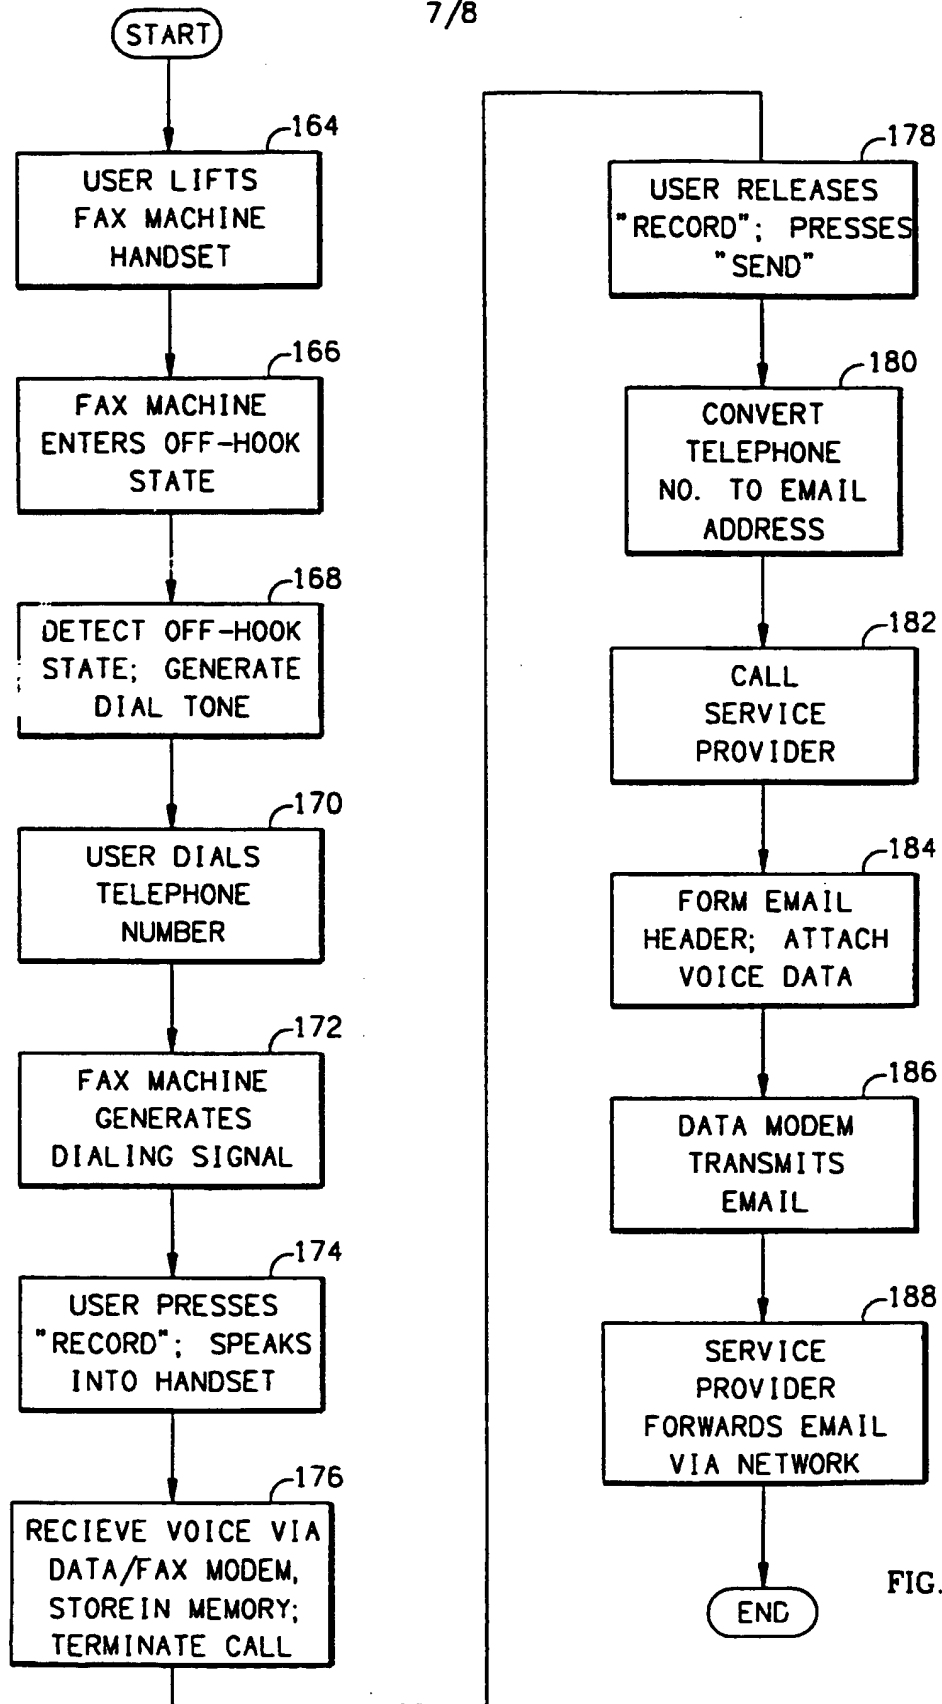 7/8
START
164
USER LIFTS
FAX MACHINE
HANDSET
166
FAX MACHINE
ENTERS OFF-HOOK
STATE
168
DETECT OFF-HOOK
STATE; GENERATE
DIAL TONE
170
USER DIALS
TELEPHONE
NUMBER
172
FAX MACHINE
GENERATES
DIALING SIGNAL
174
USER PRESSES
"RECORD"; SPEAKS
INTO HANDSET
176
RECIEVE VOICE VIA
DATA/FAX MODEM,
STOREIN MEMORY;
TERMINATE CALL
178
USER RELEASES
"RECORD"; PRESSES
"SEND"
180
CONVERT
TELEPHONE
NO. TO EMAIL
ADDRESS
182
CALL
SERVICE
PROVIDER
184
FORM EMAIL
HEADER; ATTACH
VOICE DATA
186
DATA MODEM
TRANSMITS
EMAIL
188
SERVICE
PROVIDER
FORWARDS EMAIL
VIA NETWORK
END
FIG.